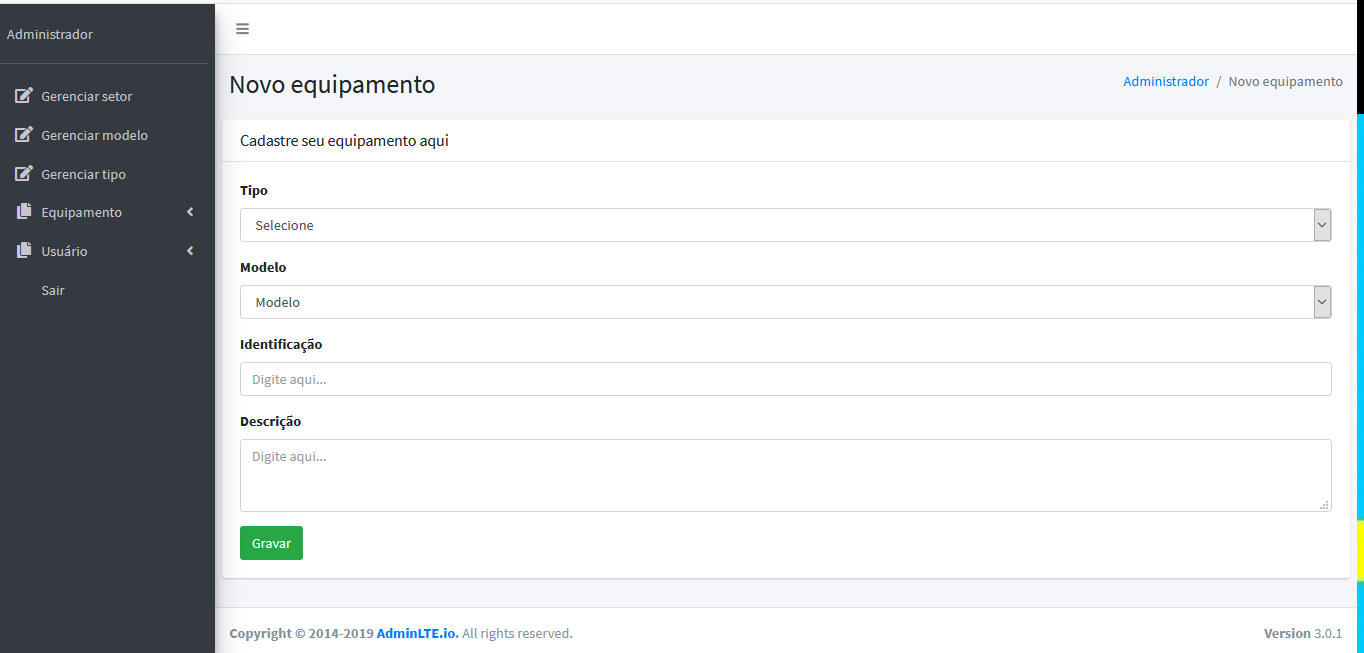 Administrador
Gerenciar setor
Gerenciar modelo
Gerenciar tipo
Equipamento
Usuário
Sair
Novo equipamento
Administrador / Novo equipamento
Cadastre seu equipamento aqui
Tipo
Selecione
Modelo
Modelo
Identificação
Digite aqui...
Descrição
Digite aqui...
Gravar
Copyright © 2014-2019 AdminLTE.io. All rights reserved.
Version 3.0.1